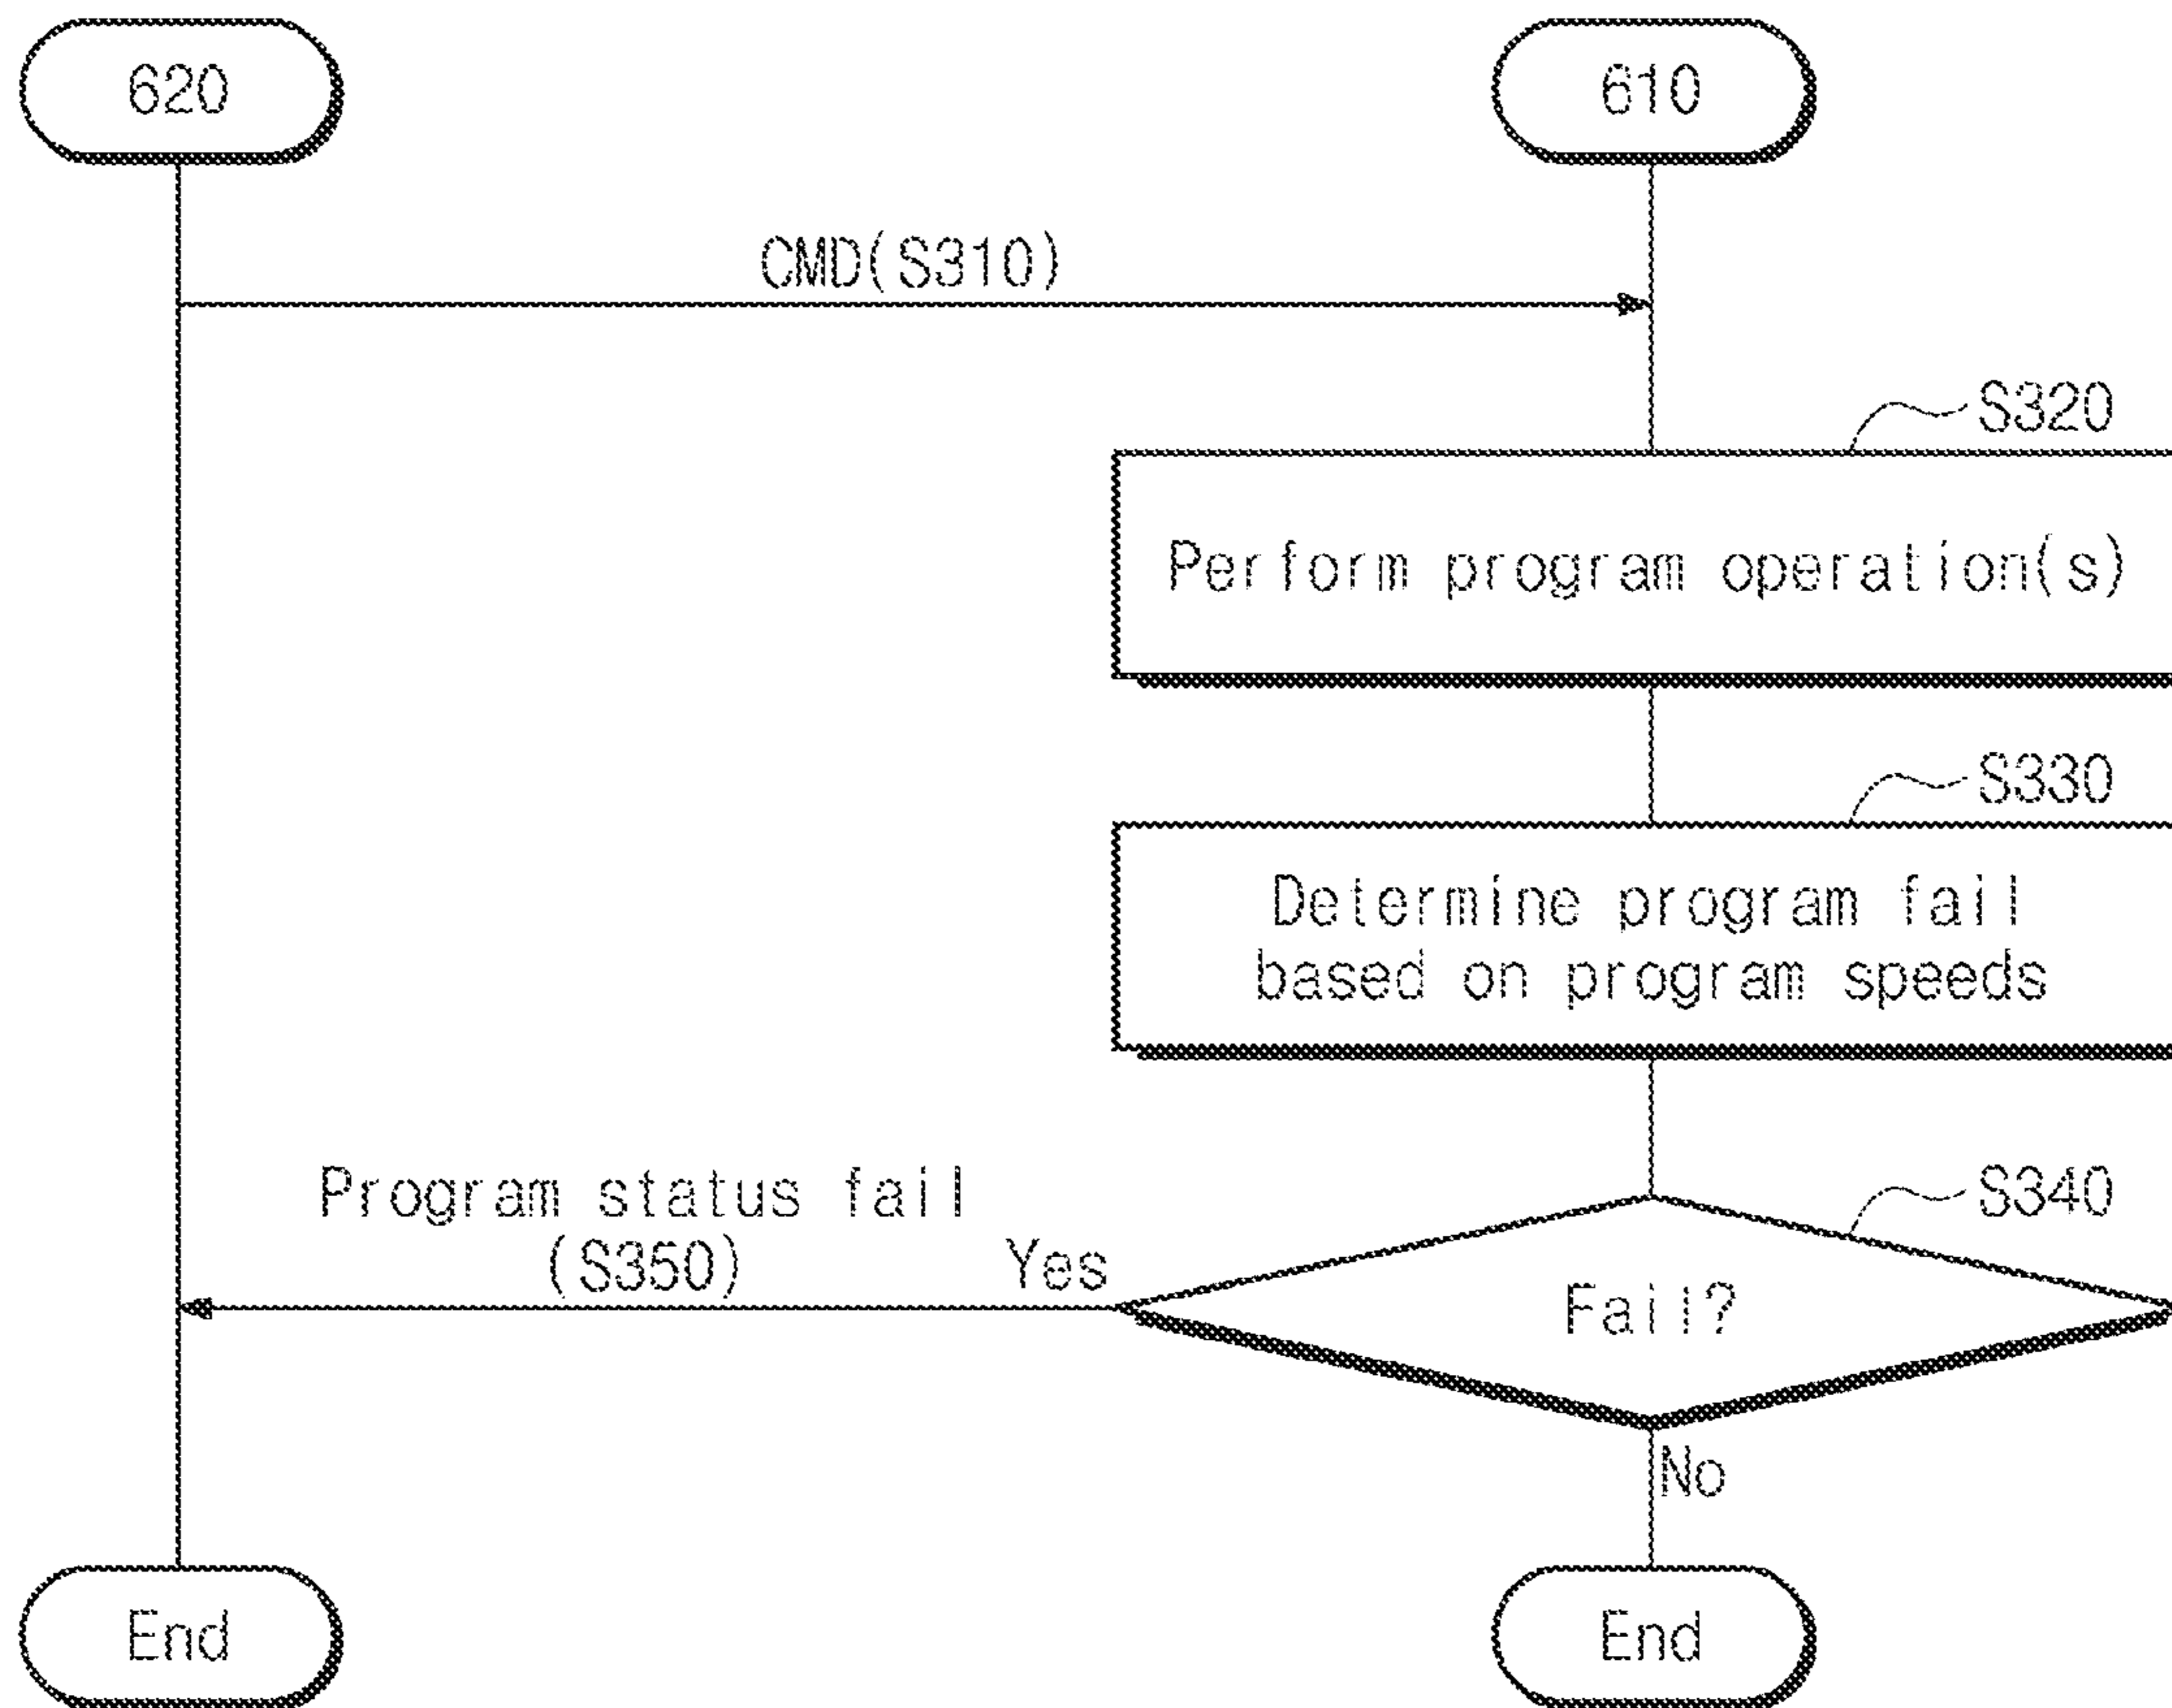 620
610
CMD(S310)
S320
Perform program operation(s)
S330
Determine program fail
based on program speeds
Program status fail
(S350)
Yes
S340
Fail?
No
End
End